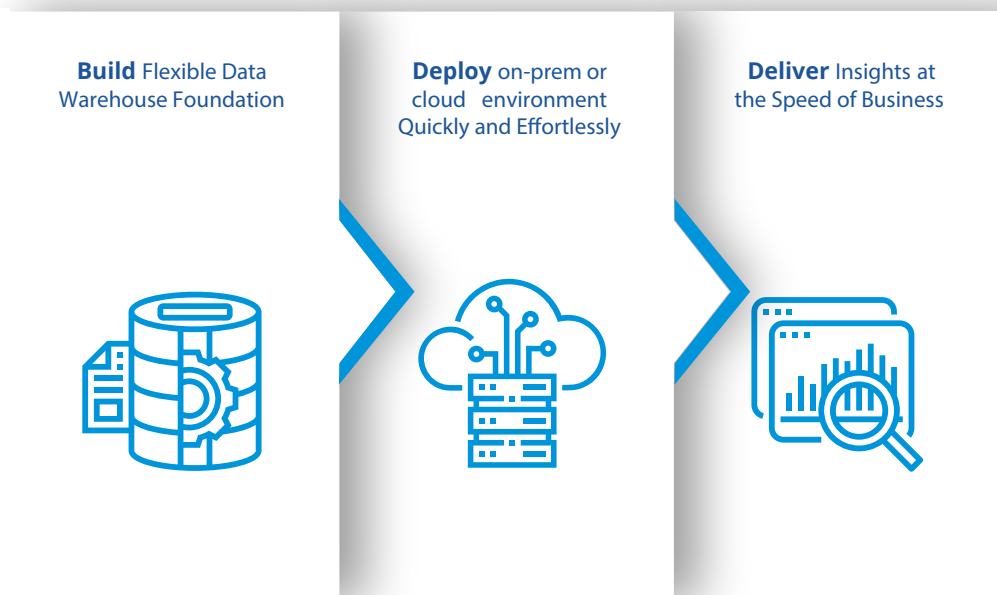 Build Flexible Data
Warehouse Foundation
Deploy on-prem or
cloud environment
Quickly and Effortlessly
Deliver Insights at
the Speed of Business